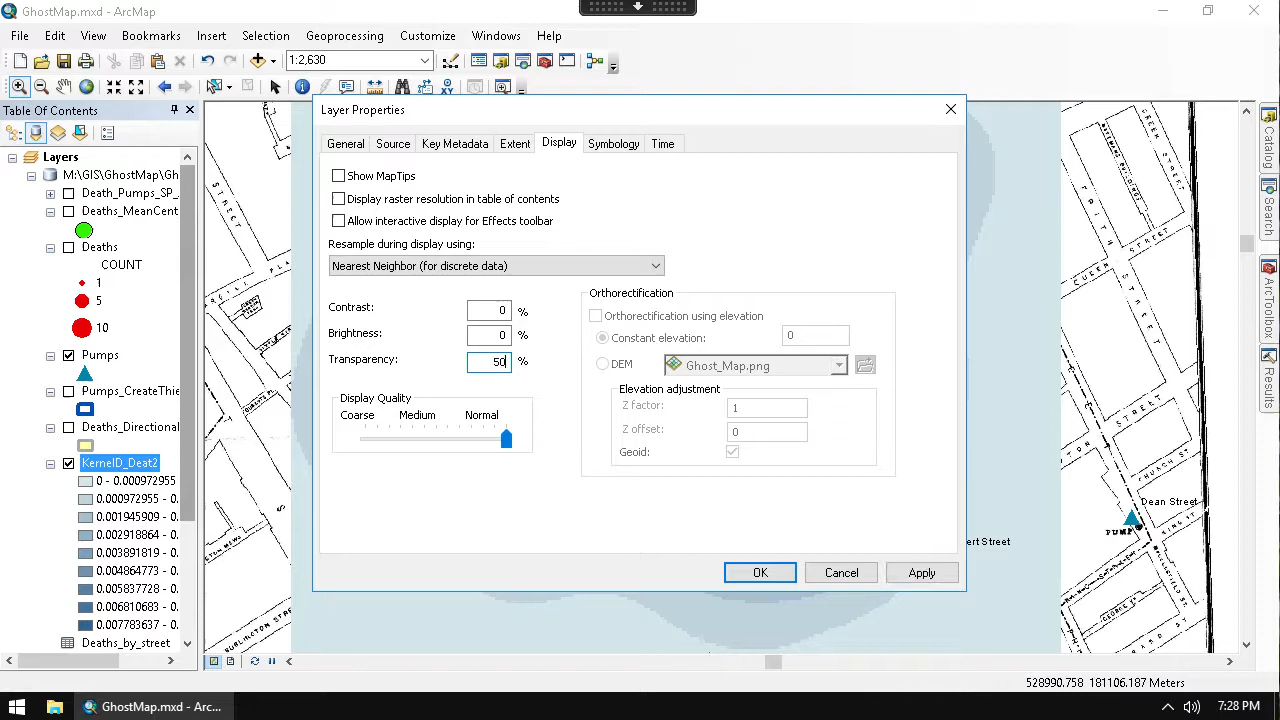 GhostMap.mxd - ArcMap
File Edit View Bookmarks Insert Selection Geoprocessing Customize Windows Help
1:2,630
Table Of Contents
Layers
M:\GIS\GhostMap\Gh
Death_Pumps_SP_
Deaths_MeanCent
Deaths
COUNT
1
5
10
Pumps
Pumps_CreateThie
Deaths_Directional
KernelD_Deat2
0 - 0.000972955
0.000972955 - 0.
0.001945909 - 0.
0.002918864 - 0.
0.003891819 - 0.
0.004864773 - 0.
0.005837728 - 0.
0.006810683 - 0.
0.007783637 - 0.
Deaths_by_street
Layer Properties
General Source Key Metadata Extent Display Symbology Time
Show MapTips
Display raster resolution in table of contents
Allow interactive display for Effects toolbar
Resample during display using:
Nearest Neighbor (for discrete data)
Contrast: 0 %
Brightness: 0 %
Transparency: 50 %
Display Quality
Coarse Medium Normal
Orthorectification
Orthorectification using elevation
Constant elevation: 0
DEM Ghost_Map.png
Elevation adjustment
Z factor: 1
Z offset: 0
Geoid:
OK Cancel Apply
Dean Street
PUMP
ert Street
CHURCH ST
Catalog
Search
ArcToolbox
Results
528990.758 181106.187 Meters
GhostMap.mxd - Arc...
7:28 PM